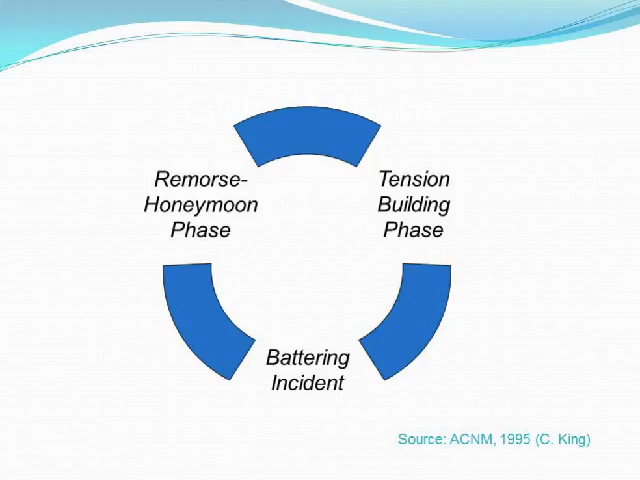 Remorse-
Honeymoon
Phase
Tension
Building
Phase
Battering
Incident
Source: ACNM, 1995 (C. King)